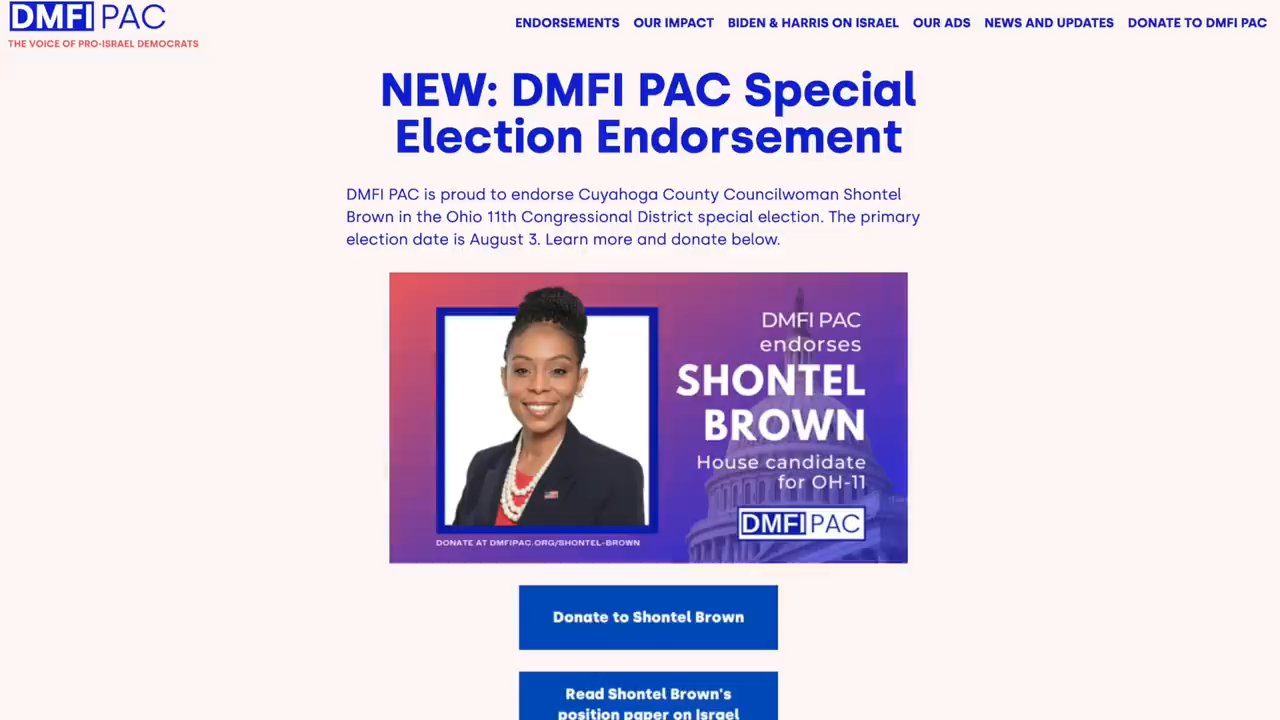 DMFI PAC
THE VOICE OF PRO-ISRAEL DEMOCRATS
ENDORSEMENTS OUR IMPACT BIDEN & HARRIS ON ISRAEL OUR ADS NEWS AND UPDATES DONATE TO DMFI PAC
NEW: DMFI PAC Special
Election Endorsement
DMFI PAC is proud to endorse Cuyahoga County Councilwoman Shontel
Brown in the Ohio 11th Congressional District special election. The primary
election date is August 3. Learn more and donate below.
DMFI PAC
endorses
SHONTEL
BROWN
House candidate
for OH-11
DMFI PAC
DONATE AT DMFIPAC.ORG/SHONTEL-BROWN
Donate to Shontel Brown
Read Shontel Brown's
position paper on Israel